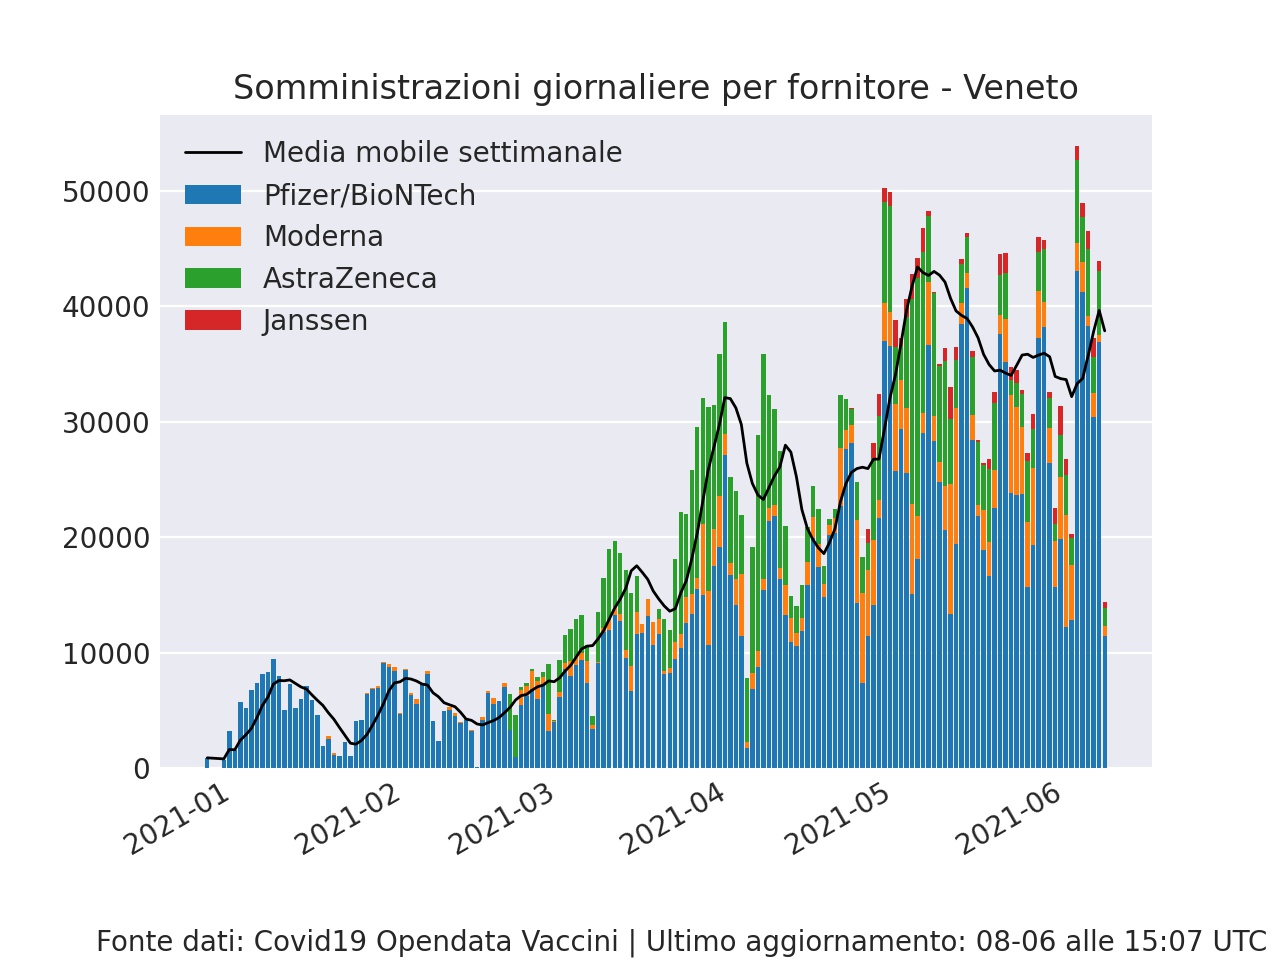 Somministrazioni giornaliere per fornitore - Veneto
Media mobile settimanale
Pfizer/BioNTech
Moderna
AstraZeneca
Janssen
50000
40000
30000
20000
10000
0
2021-01
2021-02
2021-03
2021-04
2021-05
2021-06
Fonte dati: Covid19 Opendata Vaccini | Ultimo aggiornamento: 08-06 alle 15:07 UTC